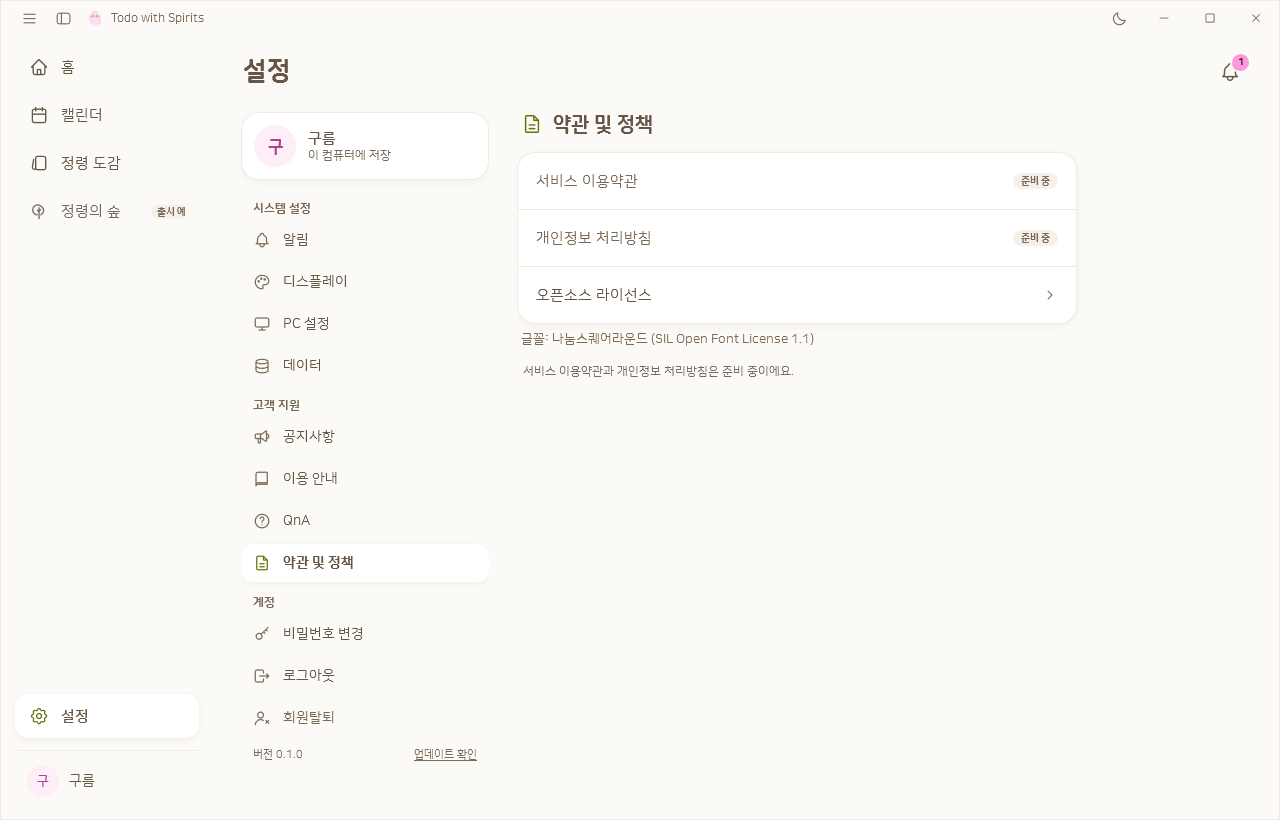 Todo with Spirits
홈
캘린더
정령 도감
정령의 숲
출시 예
설정
구
구름
설정
1
구
구름
이 컴퓨터에 저장
시스템 설정
알림
디스플레이
PC 설정
데이터
고객 지원
공지사항
이용 안내
QnA
약관 및 정책
계정
비밀번호 변경
로그아웃
회원탈퇴
버전 0.1.0
업데이트 확인
약관 및 정책
서비스 이용약관
준비 중
개인정보 처리방침
준비 중
오픈소스 라이선스
글꼴: 나눔스퀘어라운드 (SIL Open Font License 1.1)
서비스 이용약관과 개인정보 처리방침은 준비 중이에요.